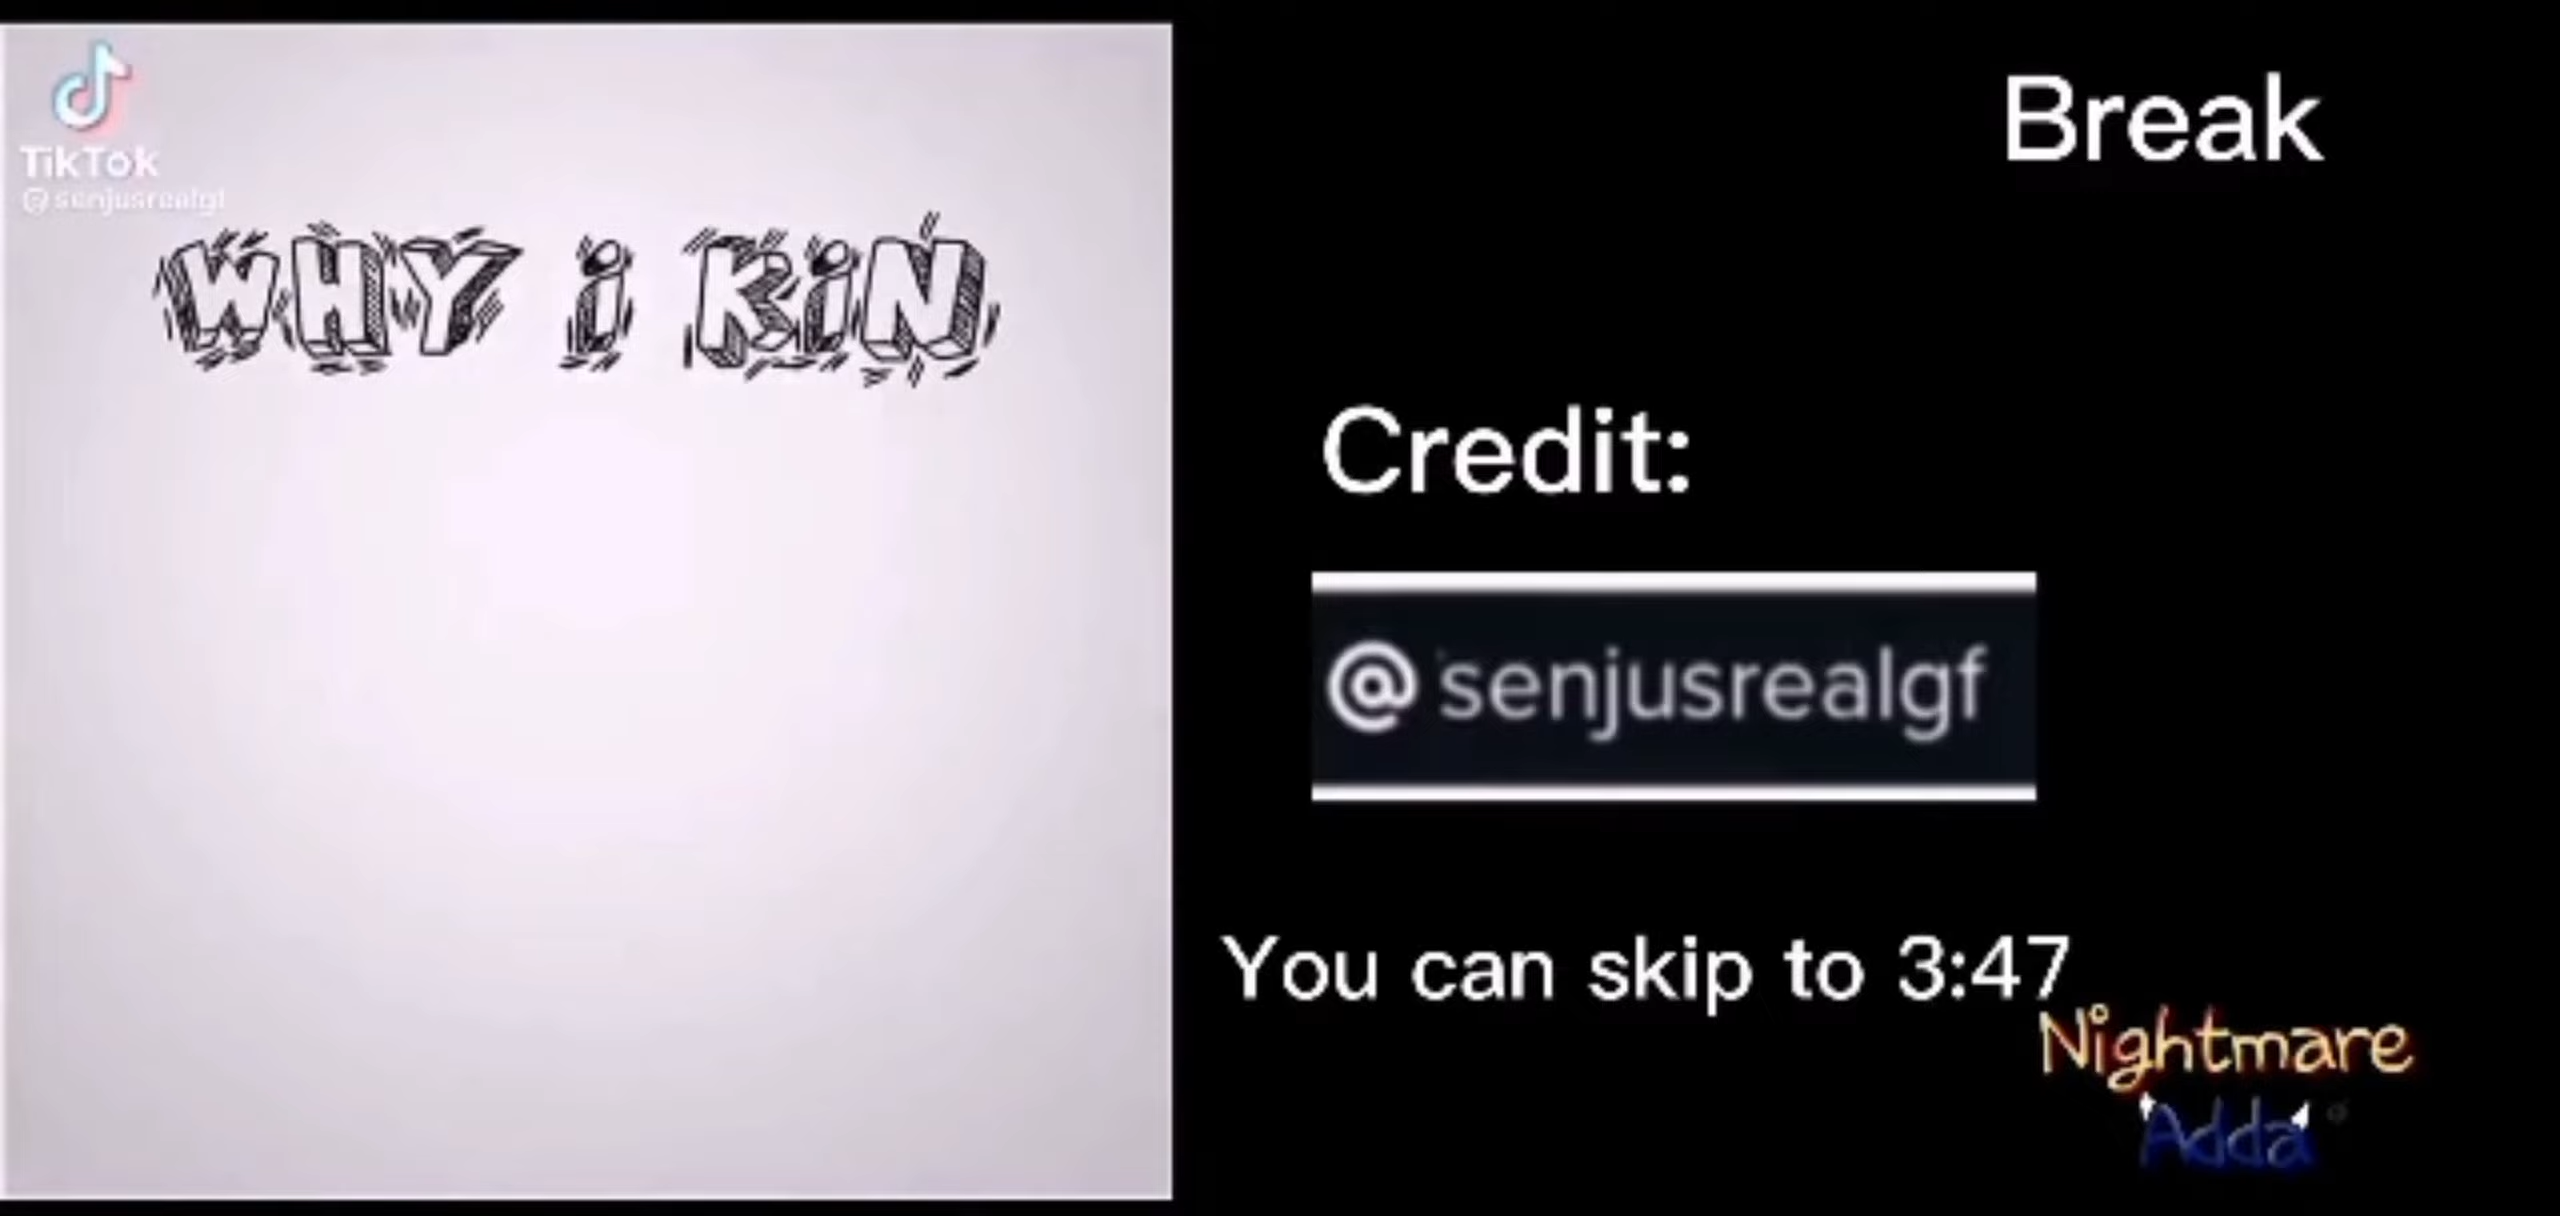 TikTok
@senjusrealgf
WHY i KiN
Break
Credit:
@senjusrealgf
You can skip to 3:47
Nightmare
Adda